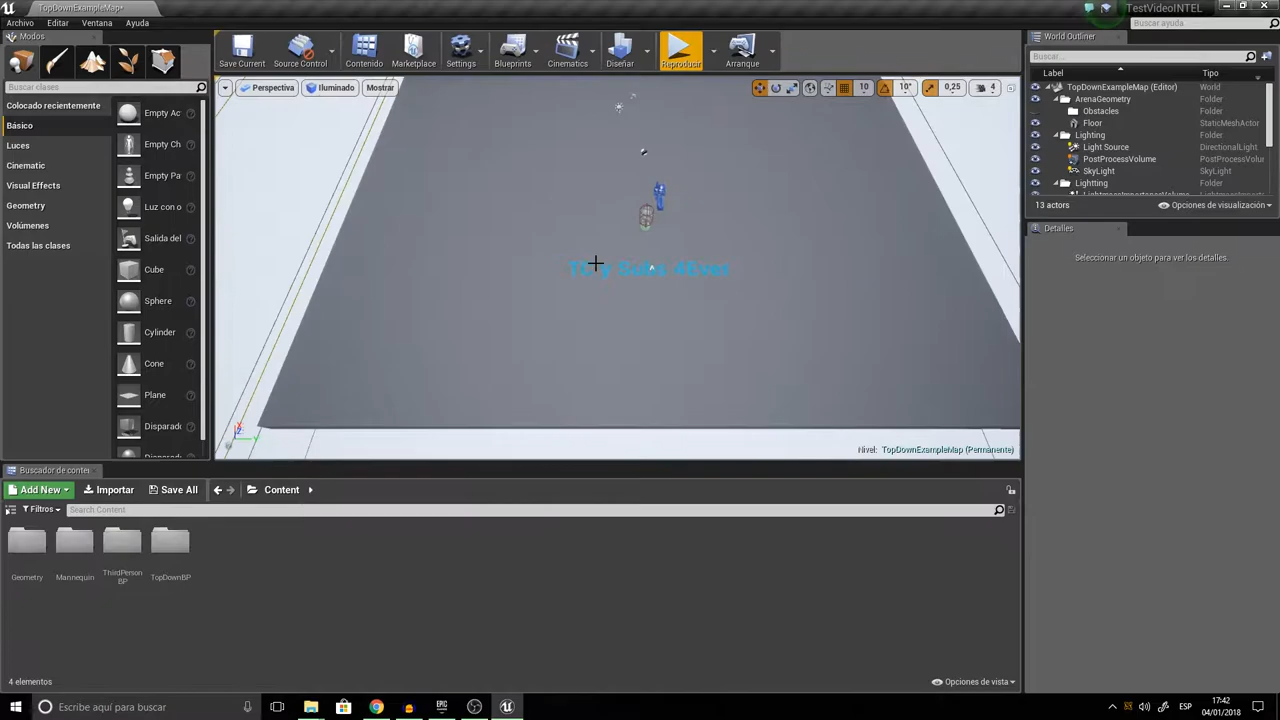 TopDownExampleMap*
TestVideoINTEL
Archivo Editar Ventana Ayuda
Buscar ayuda
Modos
Buscar clases
Colocado recientemente
Básico
Luces
Cinematic
Visual Effects
Geometry
Volúmenes
Todas las clases
Empty Ac
Empty Ch
Empty Pa
Luz con o
Salida del
Cube
Sphere
Cylinder
Cone
Plane
Disparado
Save Current
Source Control
Contenido
Marketplace
Settings
Blueprints
Cinematics
Diseñar
Reproducir
Arranque
Perspectiva Iluminado Mostrar
10 10° 0,25 4
4Ever
Nivel: TopDownExampleMap (Permanente)
World Outliner
Buscar...
Label Tipo
TopDownExampleMap (Editor) World
ArenaGeometry Folder
Obstacles Folder
Floor StaticMeshActor
Lighting Folder
Light Source DirectionalLight
PostProcessVolume PostProcessVolu
SkyLight SkyLight
Lightting Folder
13 actors Opciones de visualización
Detalles
Seleccionar un objeto para ver los detalles.
Buscador de conte
Add New Importar Save All Content
Filtros Search Content
Geometry
Mannequin
ThirdPerson
BP
TopDownBP
4 elementos Opciones de vista
Escribe aquí para buscar
EPIC
ESP
17:42
04/01/2018